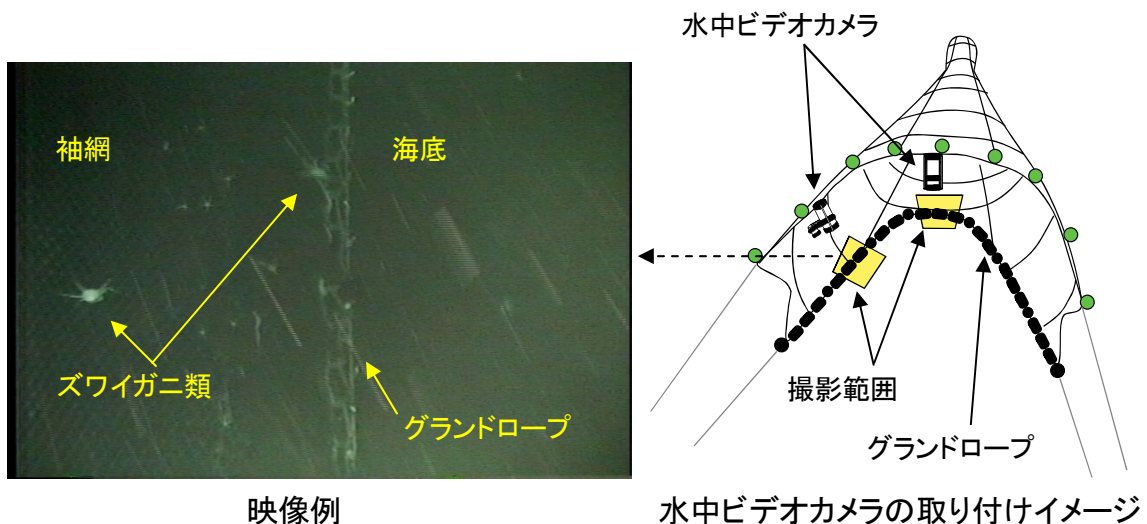 袖網
海底
ズワイガニ類
グランドロープ
映像例
水中ビデオカメラ
撮影範囲
グランドロープ
水中ビデオカメラの取り付けイメージ